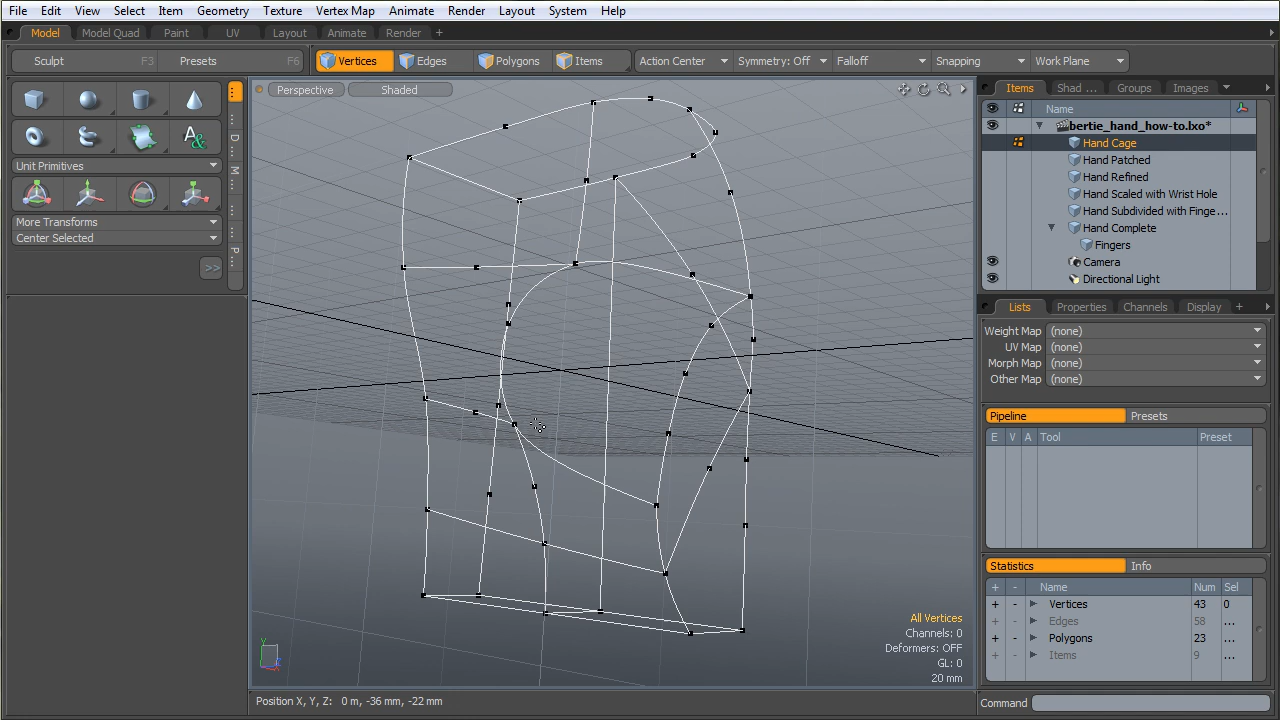 File Edit View Select Item Geometry Texture Vertex Map Animate Render Layout System Help
Model Model Quad Paint UV Layout Animate Render +
Sculpt F3 Presets F6 Vertices Edges Polygons Items Action Center Symmetry: Off Falloff Snapping Work Plane
Perspective Shaded
Unit Primitives
More Transforms
Center Selected
>>
D
M
P
Items Shad ... Groups Images
Name
bertie_hand_how-to.lxo*
Hand Cage
Hand Patched
Hand Refined
Hand Scaled with Wrist Hole
Hand Subdivided with Finge...
Hand Complete
Fingers
Camera
Directional Light
Lists Properties Channels Display +
Weight Map (none)
UV Map (none)
Morph Map (none)
Other Map (none)
Pipeline Presets
E V A Tool Preset
Statistics Info
+ - Name Num Sel
+ - Vertices 43 0
+ - Edges 58 ...
+ - Polygons 23 ...
+ - Items 9 ...
All Vertices
Channels: 0
Deformers: OFF
GL: 0
20 mm
Y
Z
X
Position X, Y, Z: 0 m, -36 mm, -22 mm
Command